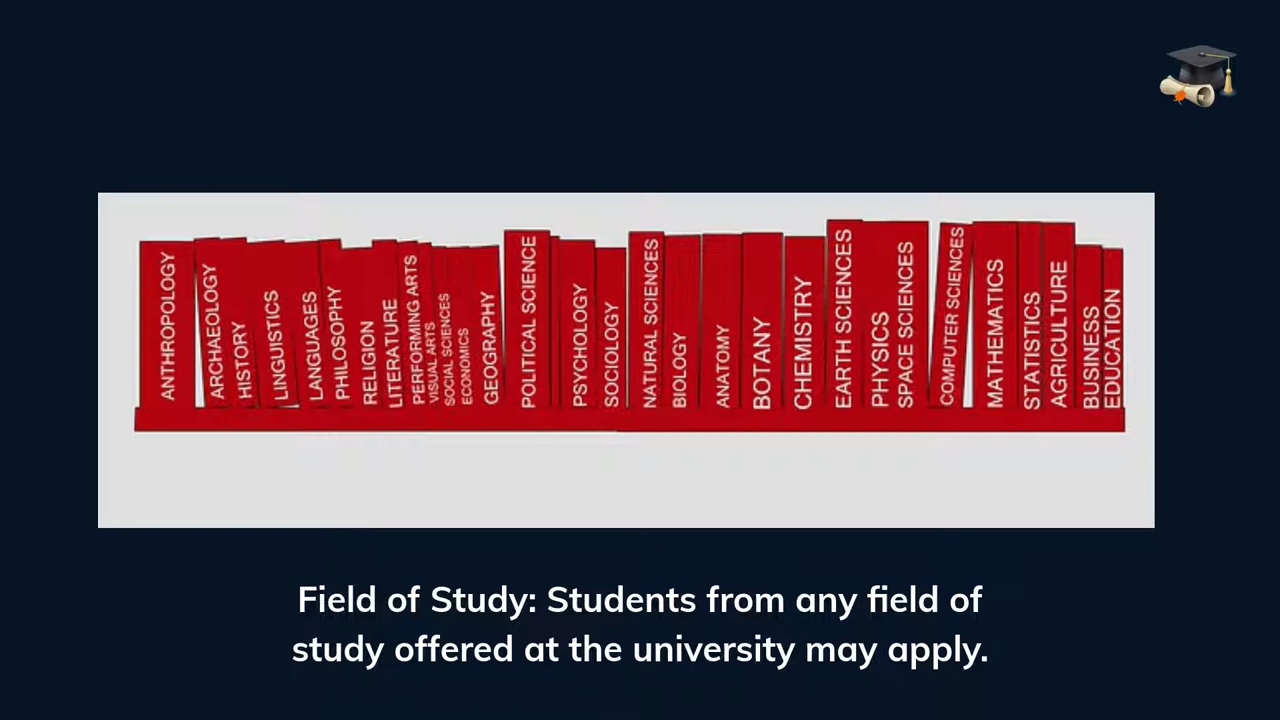 ANTHROPOLOGY
ARCHAEOLOGY
HISTORY
LINGUISTICS
LANGUAGES
PHILOSOPHY
RELIGION
LITERATURE
PERFORMING ARTS
VISUAL ARTS
SOCIAL SCIENCES
ECONOMICS
GEOGRAPHY
POLITICAL SCIENCE
PSYCHOLOGY
SOCIOLOGY
NATURAL SCIENCES
BIOLOGY
ANATOMY
BOTANY
CHEMISTRY
EARTH SCIENCES
PHYSICS
SPACE SCIENCES
COMPUTER SCIENCES
MATHEMATICS
STATISTICS
AGRICULTURE
BUSINESS
EDUCATION
Field of Study: Students from any field of
study offered at the university may apply.